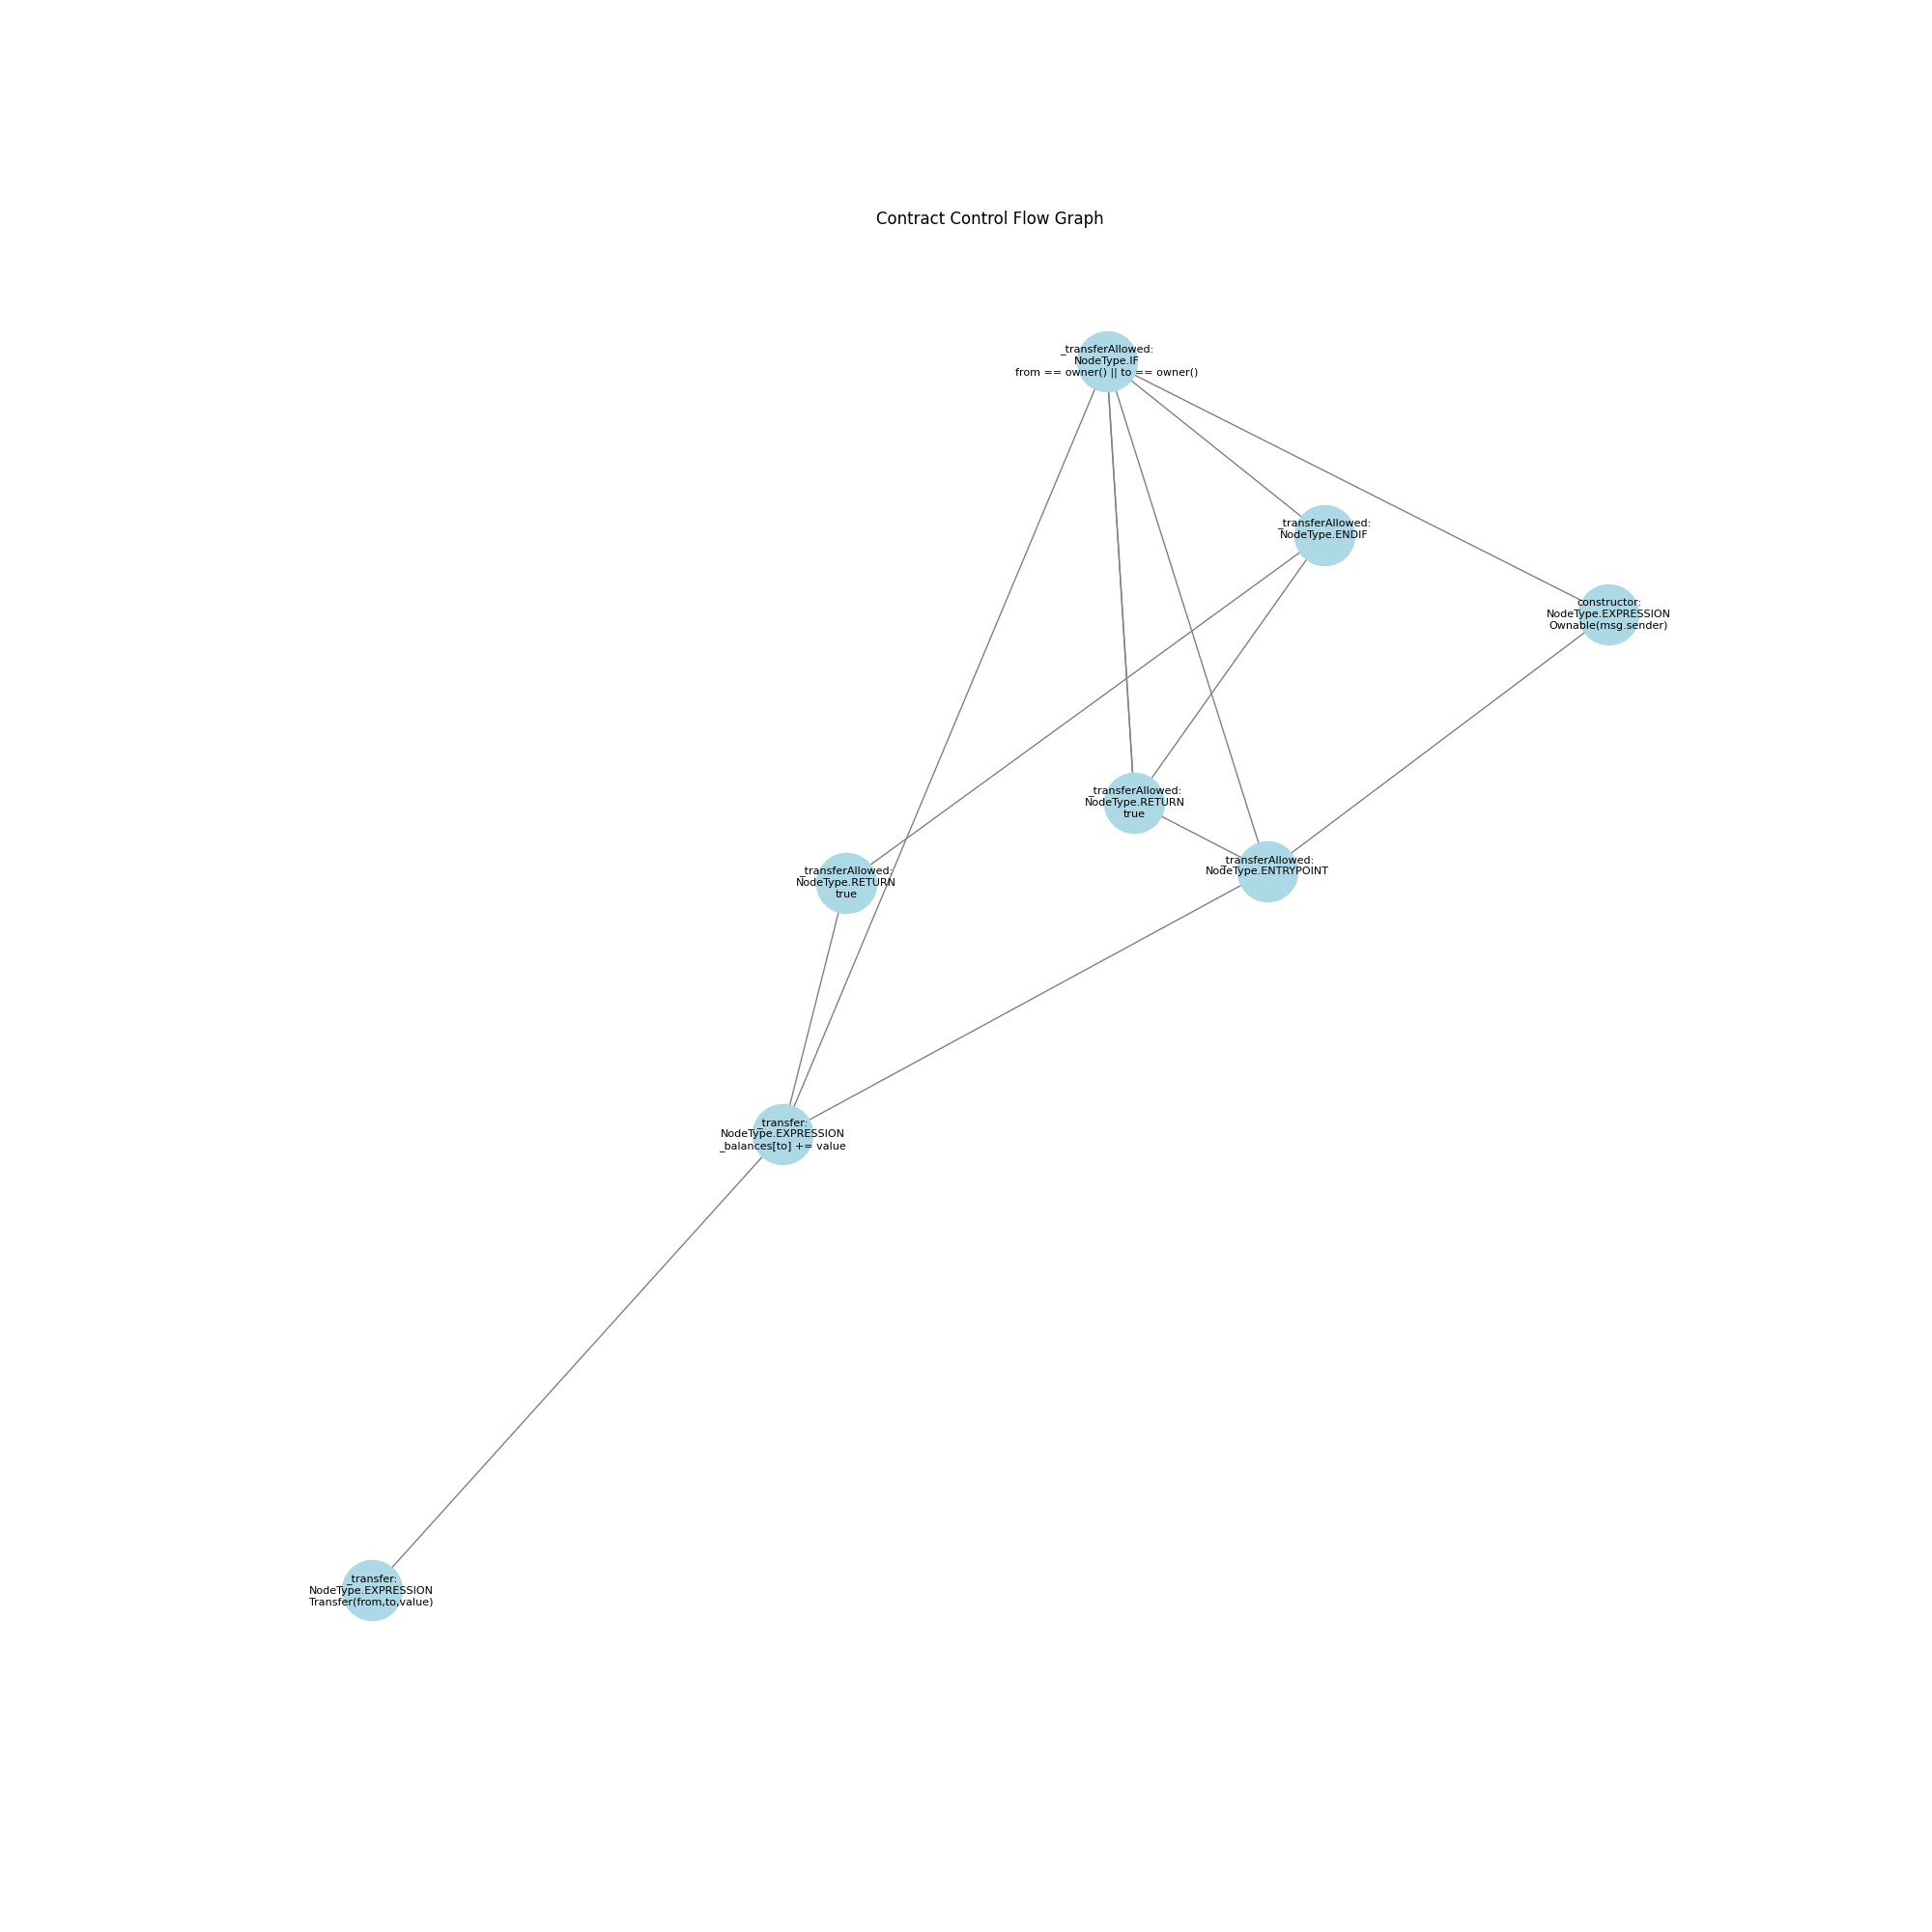 Contract Control Flow Graph
_transferAllowed:
NodeType.IF
from == owner() || to == owner()
_transferAllowed:
NodeType.ENDIF
constructor:
NodeType.EXPRESSION
Ownable(msg.sender)
_transferAllowed:
NodeType.RETURN
true
_transferAllowed:
NodeType.ENTRYPOINT
_transferAllowed:
NodeType.RETURN
true
_transfer:
NodeType.EXPRESSION
_balances[to] += value
_transfer:
NodeType.EXPRESSION
Transfer(from,to,value)